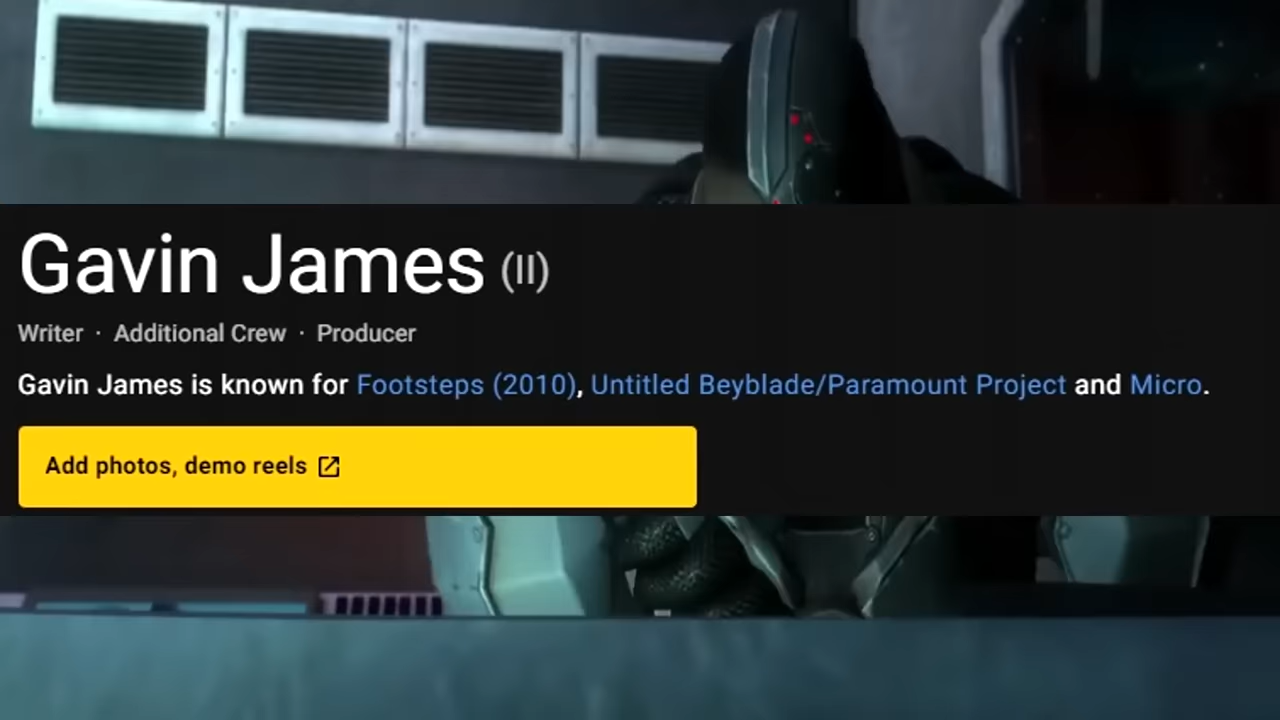 Gavin James (II)
Writer · Additional Crew · Producer
Gavin James is known for Footsteps (2010), Untitled Beyblade/Paramount Project and Micro.
Add photos, demo reels